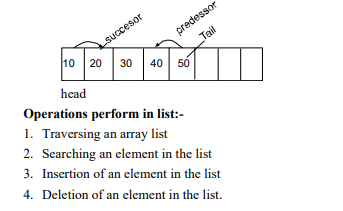 succesor
predessor
Tail
10 20 30 40 50
head
Operations perform in list:-
1. Traversing an array list
2. Searching an element in the list
3. Insertion of an element in the list
4. Deletion of an element in the list.